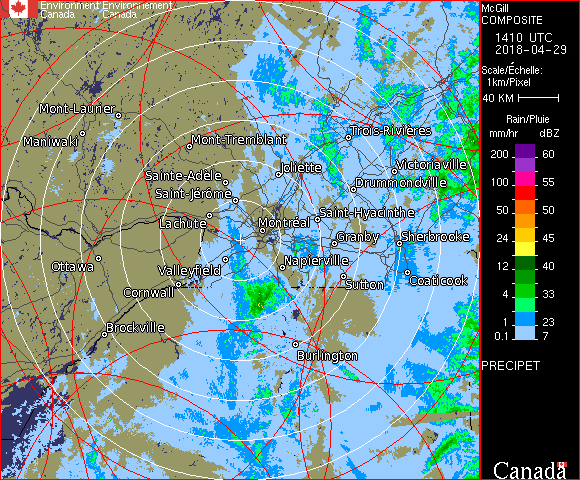 Environment Environnement
Canada Canada
Mont-Laurier
Maniwaki
Mont-Tremblant
Trois-Rivières
Sainte-Adèle
Joliette
Victoriaville
Saint-Jérôme
Drummondville
Lachute
Montréal
Saint-Hyacinthe
Granby
Sherbrooke
Ottawa
Valleyfield
Napierville
Cornwall
Sutton
Coaticook
Brockville
Burlington
McGill
COMPOSITE
1410 UTC
2018-04-29
Scale/Échelle:
1km/Pixel
40 KM
Rain/Pluie
mm/hr dBZ
200 60
100 55
50 50
24 45
12 40
4 33
1 23
0.1 7
PRECIPET
Canada